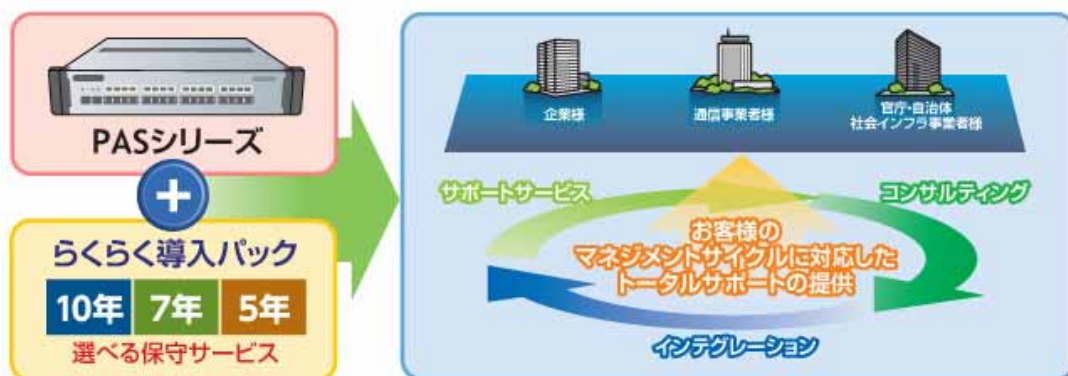 PASシリーズ
+
らくらく導入パック
10年 7年 5年
選べる保守サービス
企業様
通信事業者様
官庁・自治体
社会インフラ事業者様
サポートサービス
コンサルティング
お客様の
マネジメントサイクルに対応した
トータルサポートの提供
インテグレーション